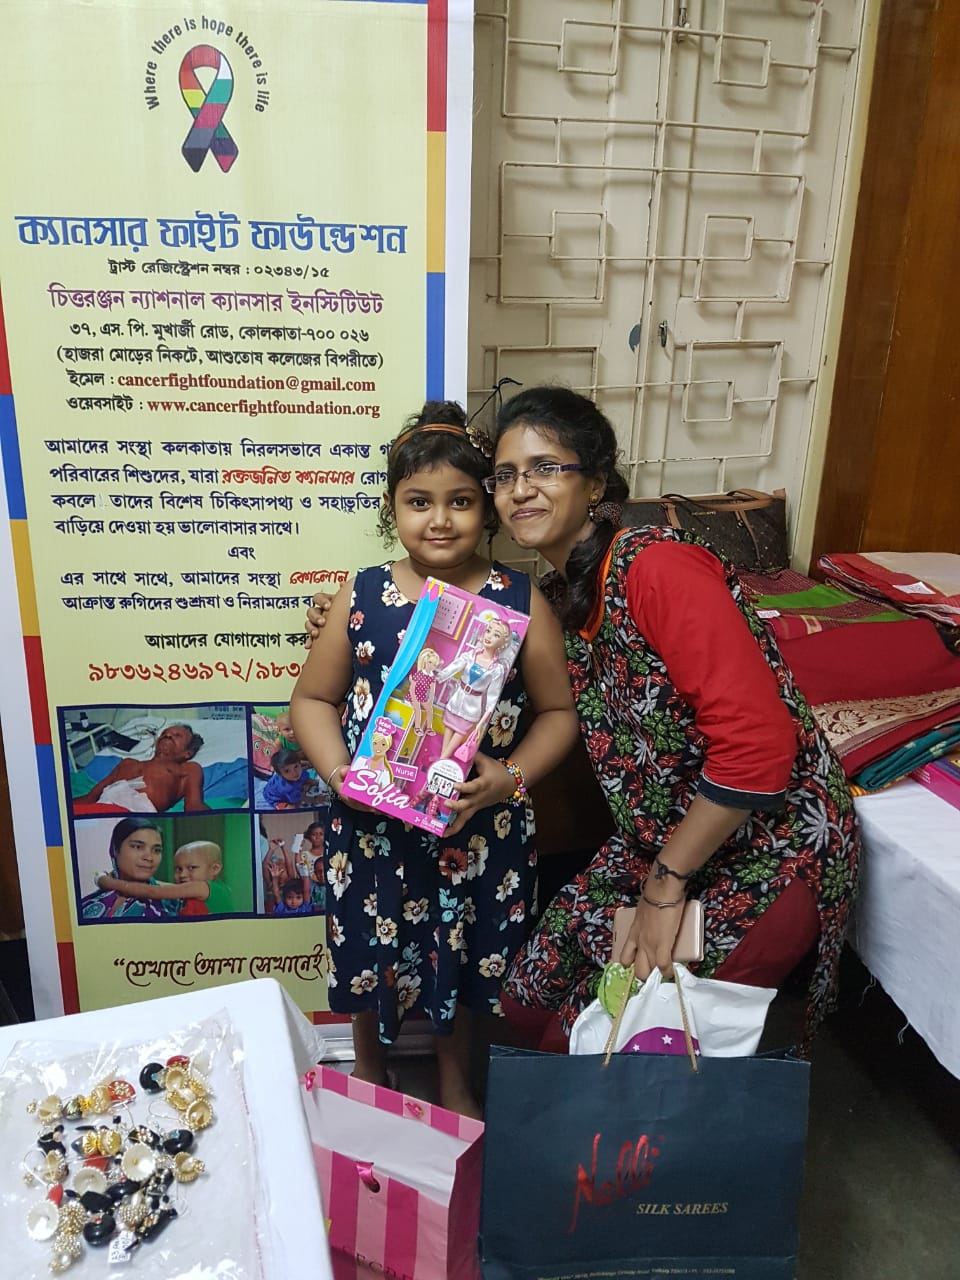 Where there is hope there is life
ক্যানসার ফাইট ফাউন্ডেশন
ট্রাস্ট রেজিস্ট্রেশন নম্বর : ০২৩৪৩/১৫
চিত্তরঞ্জন ন্যাশনাল ক্যানসার ইনস্টিটিউট
৩৭, এস. পি. মুখার্জী রোড, কোলকাতা-৭০০ ০২৬
(হাজরা মোড়ের নিকটে, আশুতোষ কলেজের বিপরীতে)
ইমেল : cancerfightfoundation@gmail.com
ওয়েবসাইট : www.cancerfightfoundation.org
আমাদের সংস্থা কলকাতায় নিরলসভাবে একান্ত
পরিবারের শিশুদের, যারা রক্তজনিত ক্যানসার
কবলে তাদের বিশেষ চিকিৎসাপথ্য ও সহাভুতির
বাড়িয়ে দেওয়া হয় ভালোবাসার সাথে।
এবং
এর সাথে সাথে, আমাদের সংস্থা
আক্রান্ত রুগিদের শুশ্রূষা ও নিরাময়ের
আমাদের যোগাযোগ
৯৮৩৬২৪৬৯৭২/৯৮৩
“যেখানে আশা সেখানেই
Nurse
Sofia
Nalli
SILK SAREES